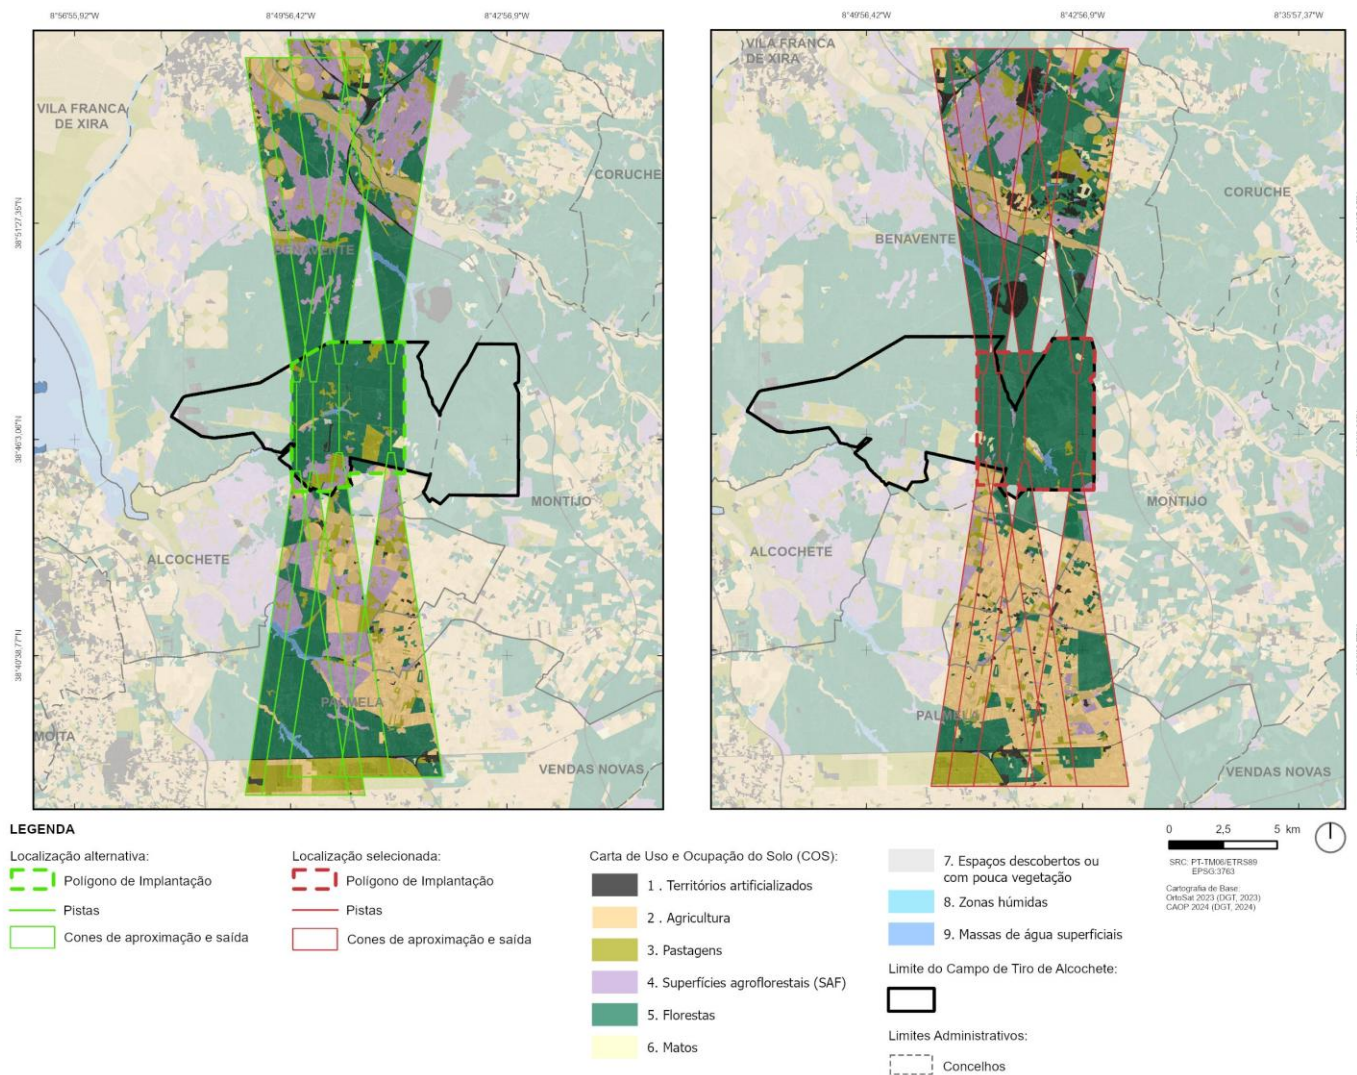 8°56'55,92"W
8°49'56,42"W
8°42'56,9"W
8°49'56,42"W
8°42'56,9"W
8°35'57,37"W
VILA FRANCA
DE XIRA
CORUCHE
BENAVENTE
MONTIJO
ALCOCHETE
PALMELA
MOITA
VENDAS NOVAS
38°51'27,35"N
38°46'3,06"N
38°40'38,77"N
VILA FRANCA
DE XIRA
CORUCHE
BENAVENTE
MONTIJO
ALCOCHETE
PALMELA
VENDAS NOVAS
LEGENDA
Localização alternativa:
Polígono de Implantação
Pistas
Cones de aproximação e saída
Localização selecionada:
Polígono de Implantação
Pistas
Cones de aproximação e saída
Carta de Uso e Ocupação do Solo (COS):
1 . Territórios artificializados
2 . Agricultura
3. Pastagens
4. Superfícies agroflorestais (SAF)
5. Florestas
6. Matos
7. Espaços descobertos ou
com pouca vegetação
8. Zonas húmidas
9. Massas de água superficiais
Limite do Campo de Tiro de Alcochete:
Limites Administrativos:
Concelhos
0 2,5 5 km
SRC: PT-TM06/ETRS89
EPSG:3763
Cartografia de Base:
OrtoSat 2023 (DGT, 2023)
CAOP 2024 (DGT, 2024)